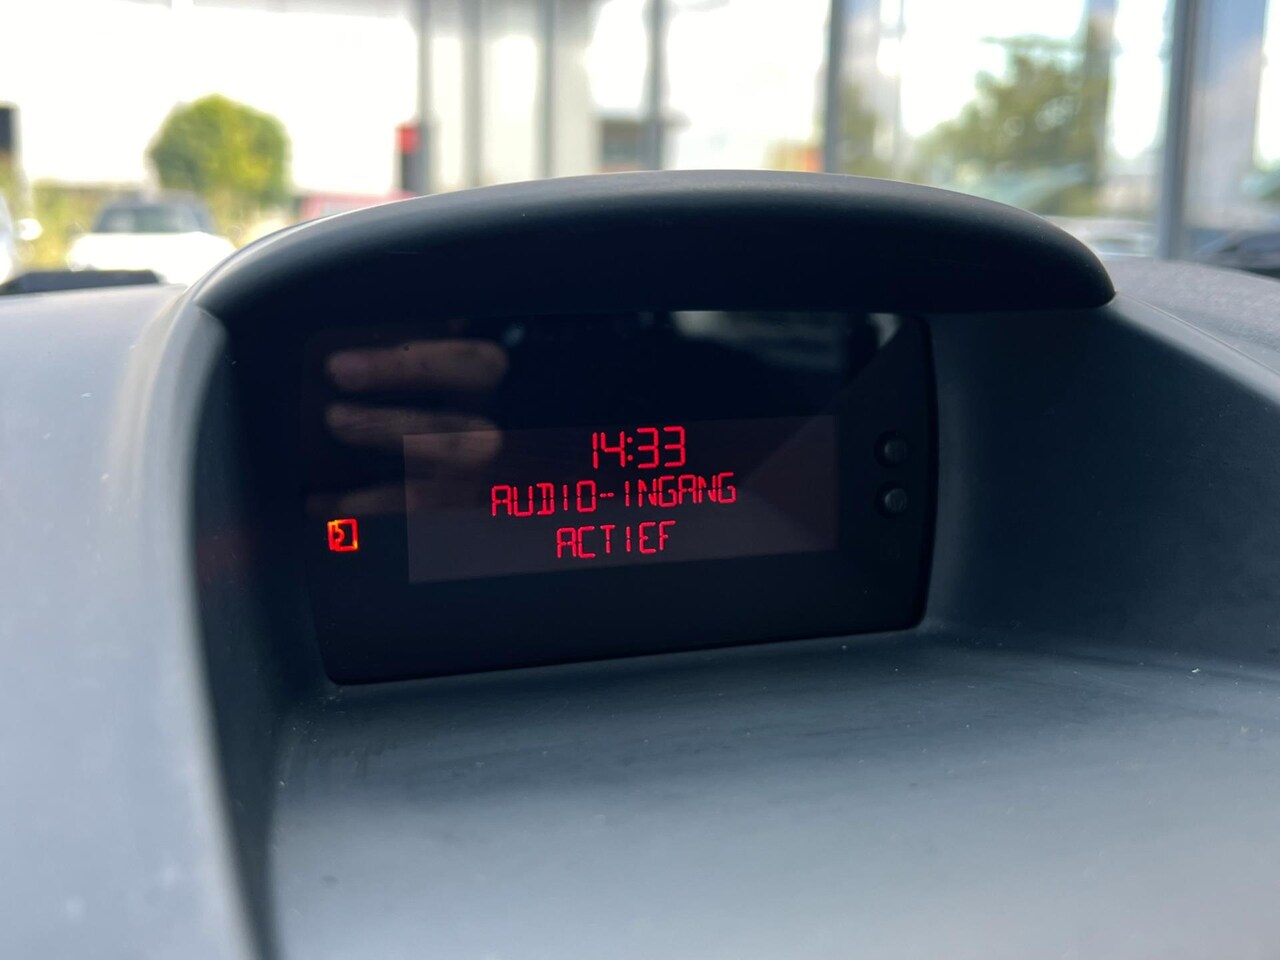 14:33
AUDIO-INGANG
ACTIEF